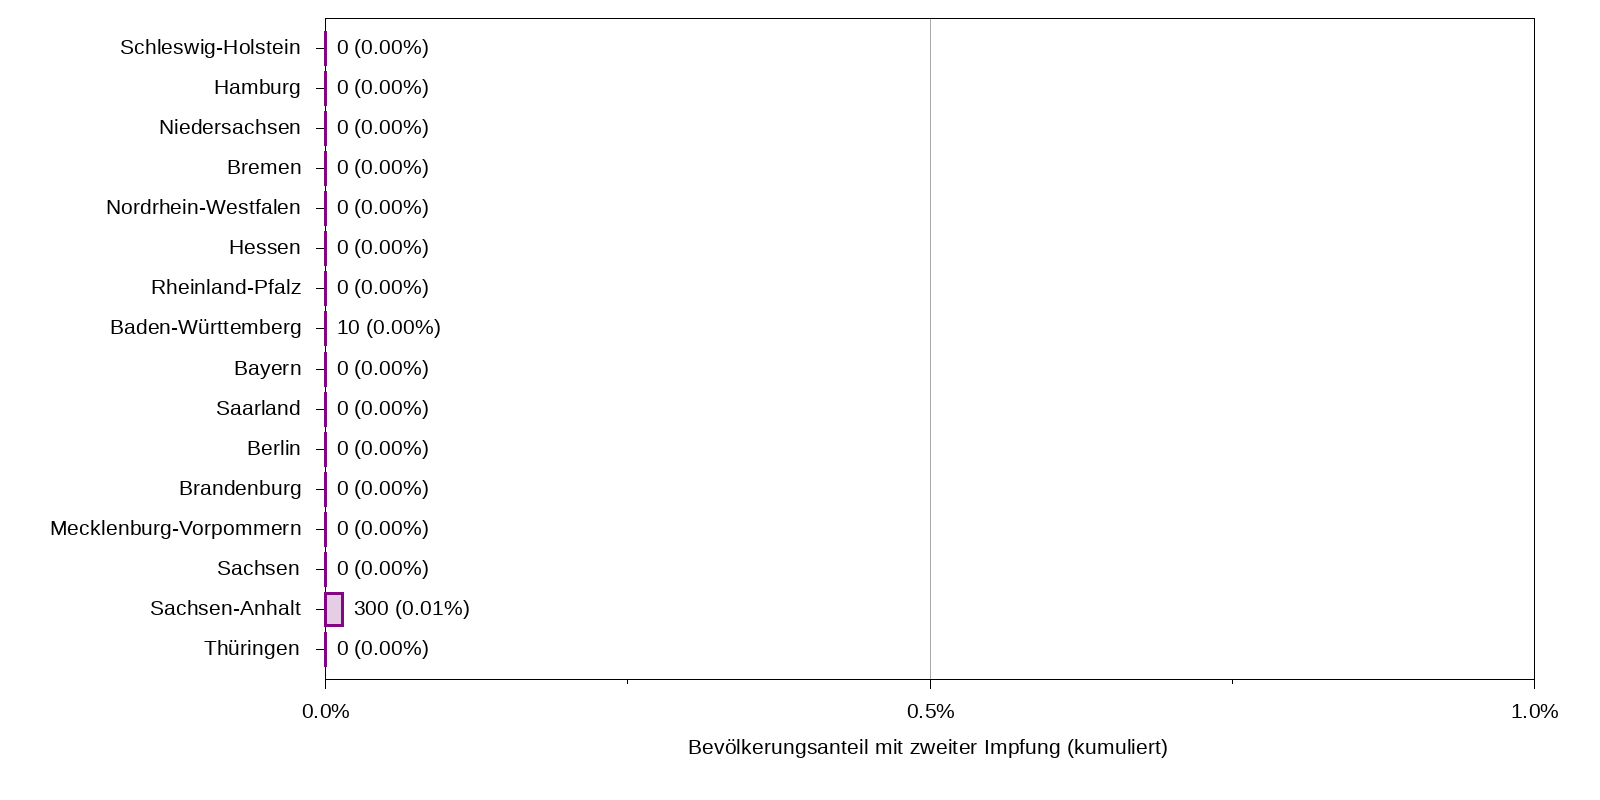 Schleswig-Holstein 0 (0.00%)
Hamburg 0 (0.00%)
Niedersachsen 0 (0.00%)
Bremen 0 (0.00%)
Nordrhein-Westfalen 0 (0.00%)
Hessen 0 (0.00%)
Rheinland-Pfalz 0 (0.00%)
Baden-Württemberg 10 (0.00%)
Bayern 0 (0.00%)
Saarland 0 (0.00%)
Berlin 0 (0.00%)
Brandenburg 0 (0.00%)
Mecklenburg-Vorpommern 0 (0.00%)
Sachsen 0 (0.00%)
Sachsen-Anhalt 300 (0.01%)
Thüringen 0 (0.00%)
0.0% 0.5% 1.0%
Bevölkerungsanteil mit zweiter Impfung (kumuliert)